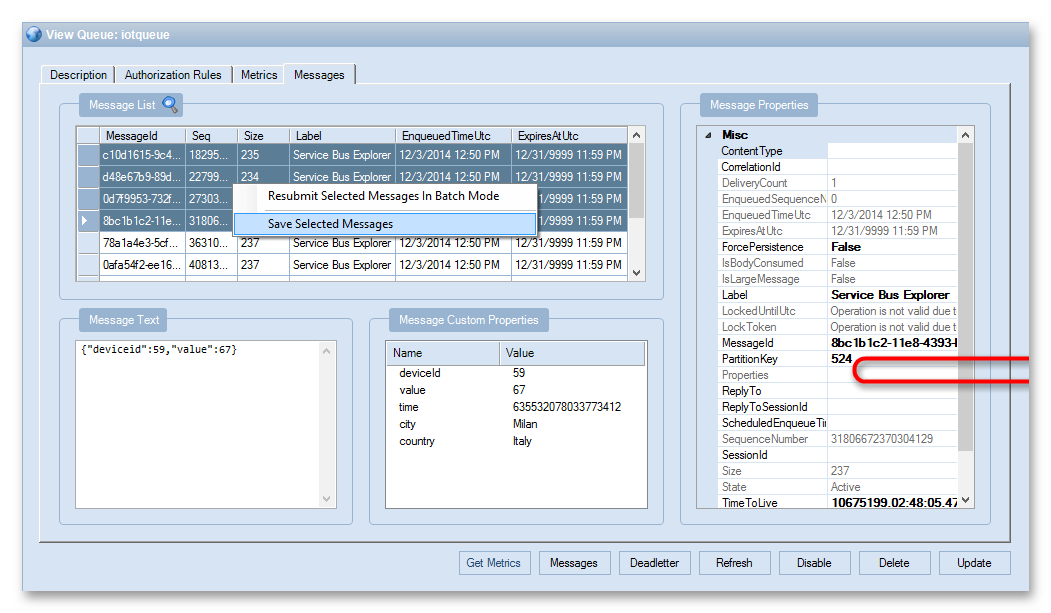 View Queue: iotqueue
Description Authorization Rules Metrics Messages
Message List
MessageId Seq Size Label EnqueuedTimeUtc ExpiresAtUtc
c10d1615-9c4... 18295... 235 Service Bus Explorer 12/3/2014 12:50 PM 12/31/9999 11:59 PM
d48e67b9-89d... 22799... 234 Service Bus Explorer 12/3/2014 12:50 PM 12/31/9999 11:59 PM
0d7f9953-732f... 27303... /9999 11:59 PM
8bc1b1c2-11e... 31806... /9999 11:59 PM
78a1a4e3-5cf... 36310... 237 Service Bus Explorer 12/3/2014 12:50 PM 12/31/9999 11:59 PM
0afa54f2-ee16... 40813... 237 Service Bus Explorer 12/3/2014 12:50 PM 12/31/9999 11:59 PM
Resubmit Selected Messages In Batch Mode
Save Selected Messages
Message Text
{"deviceid":59,"value":67}
Message Custom Properties
Name Value
deviceId 59
value 67
time 635532078033773412
city Milan
country Italy
Message Properties
Misc
ContentType
CorrelationId
DeliveryCount 1
EnqueuedSequenceN 0
EnqueuedTimeUtc 12/3/2014 12:50 PM
ExpiresAtUtc 12/31/9999 11:59 PM
ForcePersistence False
IsBodyConsumed False
IsLargeMessage False
Label Service Bus Explorer
LockedUntilUtc Operation is not valid due t
LockToken Operation is not valid due t
MessageId 8bc1b1c2-11e8-4393-
PartitionKey 524
Properties
ReplyTo
ReplyToSessionId
ScheduledEnqueueTi
SequenceNumber 31806672370304129
SessionId
Size 237
State Active
TimeToLive 10675199.02:48:05.47
Get Metrics Messages Deadletter Refresh Disable Delete Update